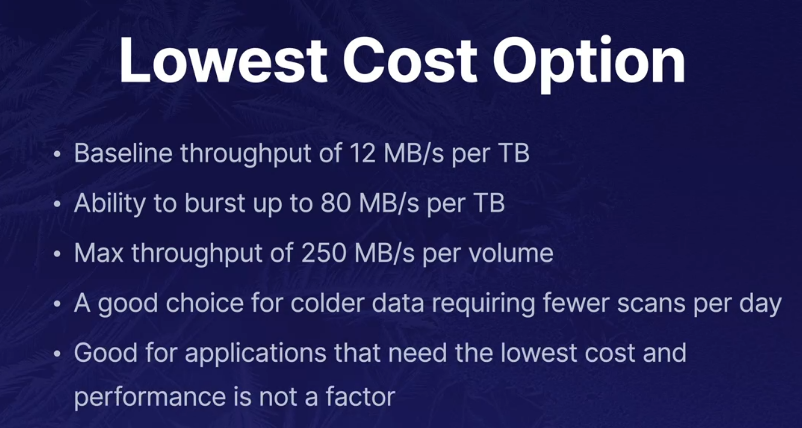 Lowest Cost Option
• Baseline throughput of 12 MB/s per TB
• Ability to burst up to 80 MB/s per TB
• Max throughput of 250 MB/s per volume
• A good choice for colder data requiring fewer scans per day
• Good for applications that need the lowest cost and
performance is not a factor